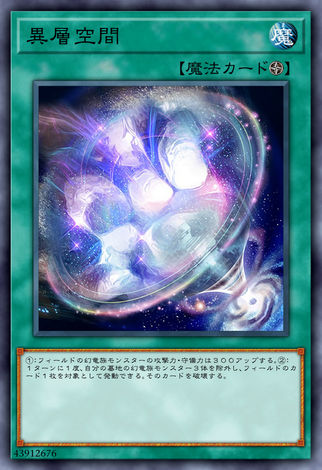 異層空間
魔
【魔法カード】
①:フィールドの幻竜族モンスターの攻撃力・守備力は３００アップする。②:
１ターンに１度、自分の墓地の幻竜族モンスター３体を除外し、フィールドのカ
ード１枚を対象として発動できる。そのカードを破壊する。
43912676